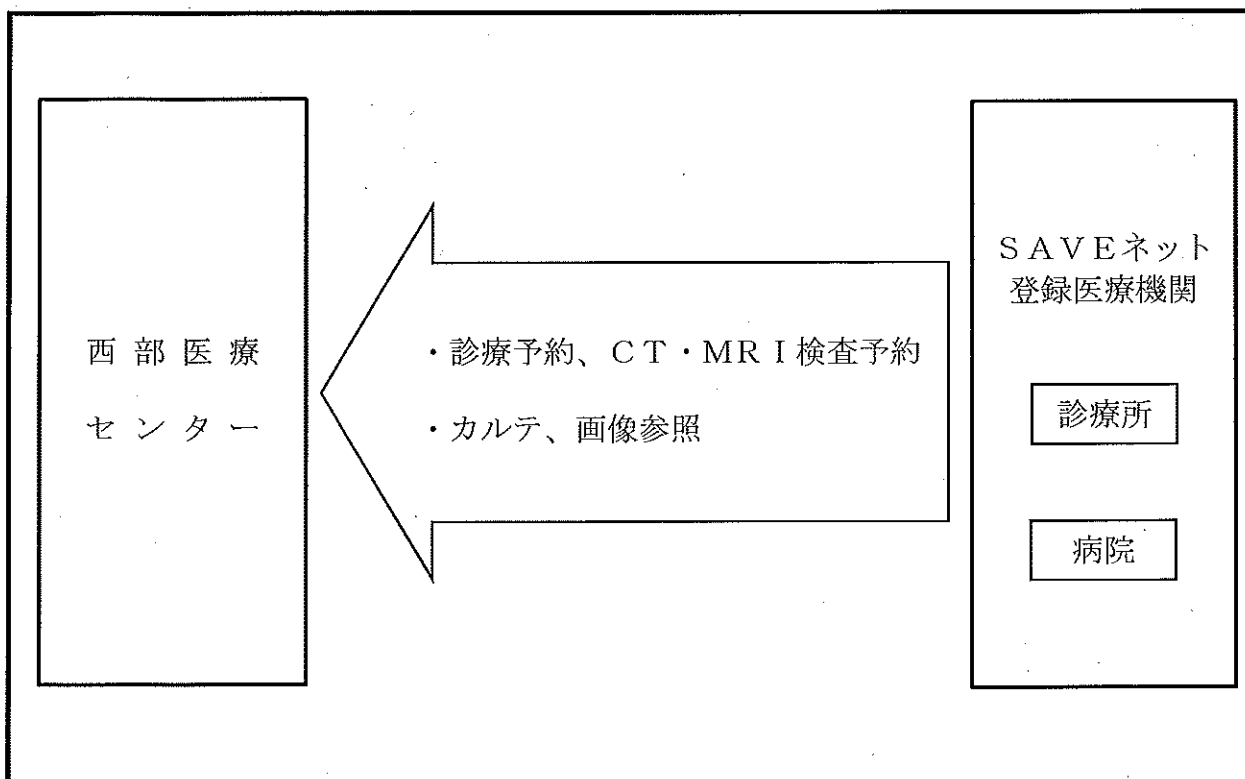 西部医療
センター
・診療予約、CT・MRI検査予約
・カルテ、画像参照
SAVEネット
登録医療機関
診療所
病院